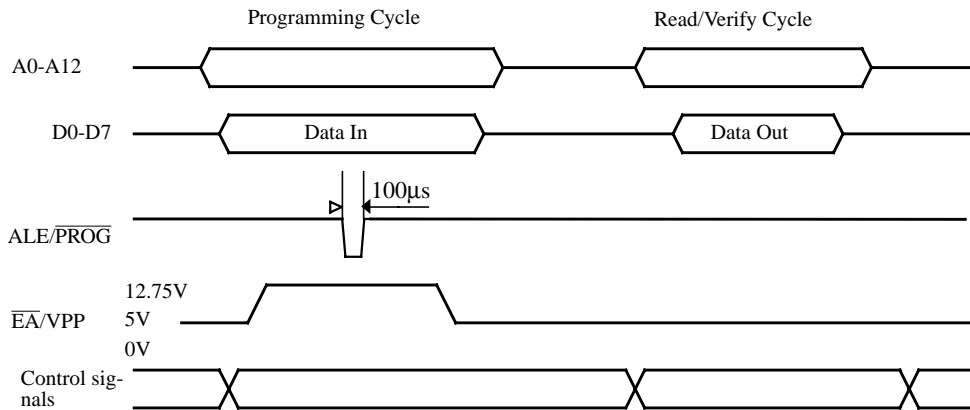 Programming Cycle
Read/Verify Cycle
A0-A12
D0-D7
Data In
Data Out
100μs
ALE/PROG
12.75V
EA/VPP
5V
0V
Control sig-
nals